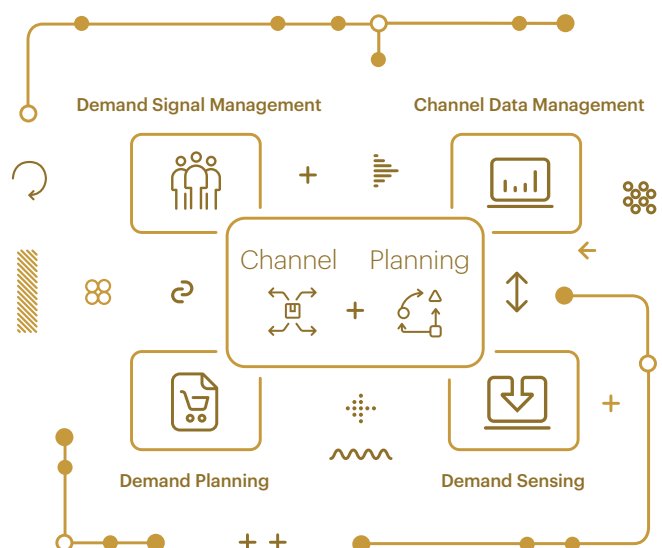 Demand Signal Management
Channel Data Management
Channel
Planning
Demand Planning
Demand Sensing